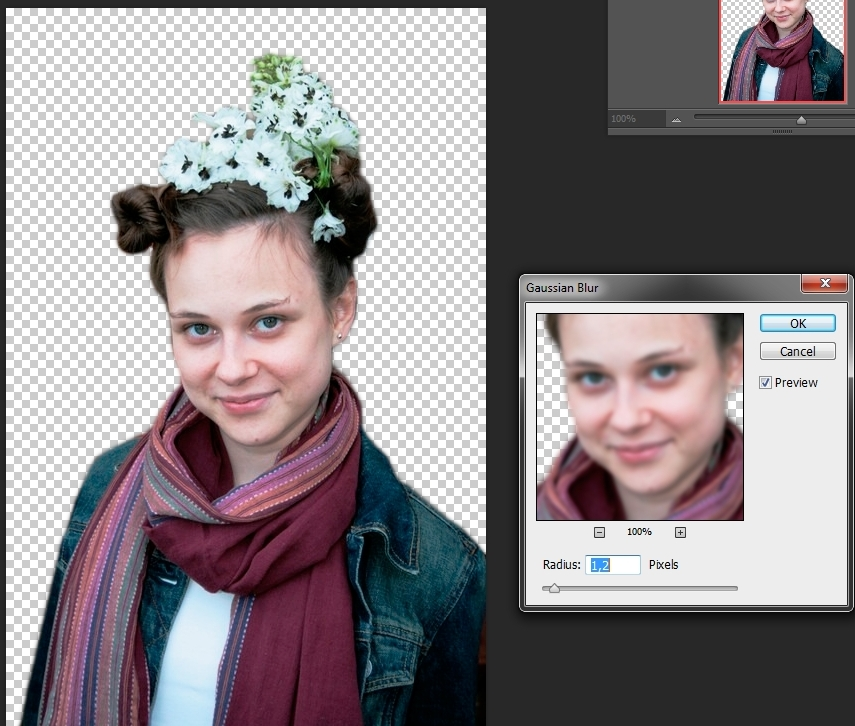 100%
Gaussian Blur
OK
Cancel
Preview
100%
Radius: 1,2 Pixels